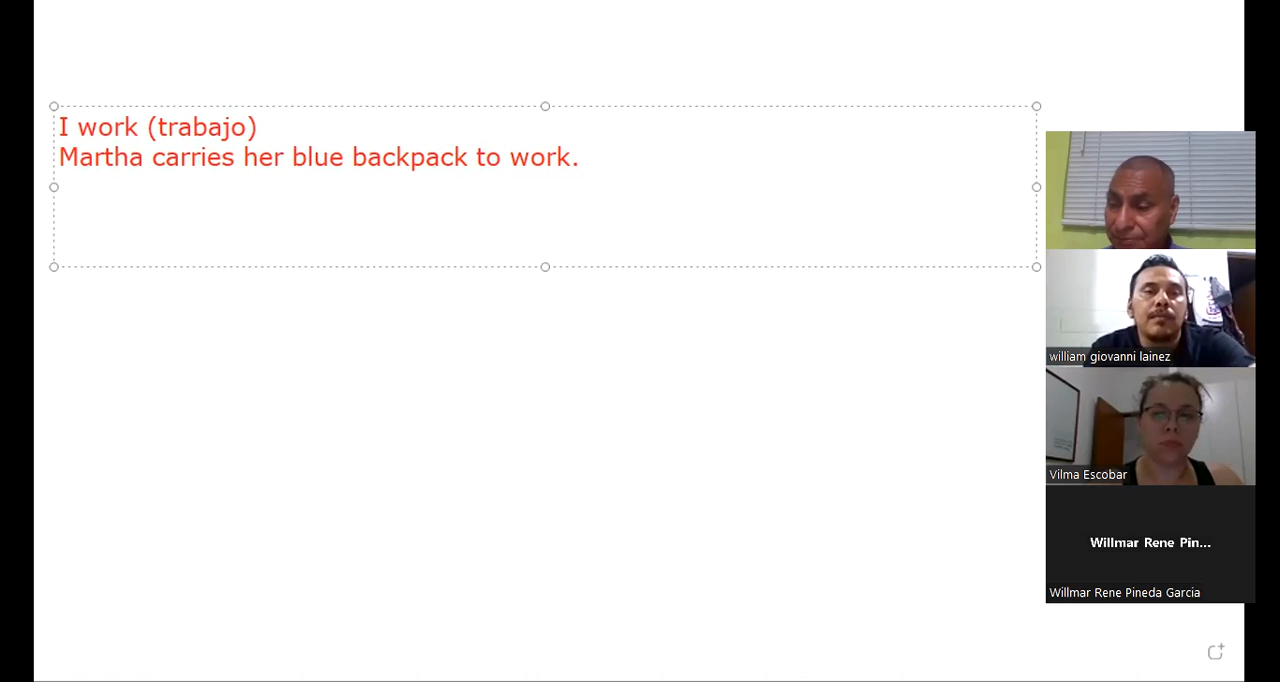 I work (trabajo)
Martha carries her blue backpack to work.
william giovanni lainez
Vilma Escobar
Willmar Rene Pin...
Willmar Rene Pineda Garcia